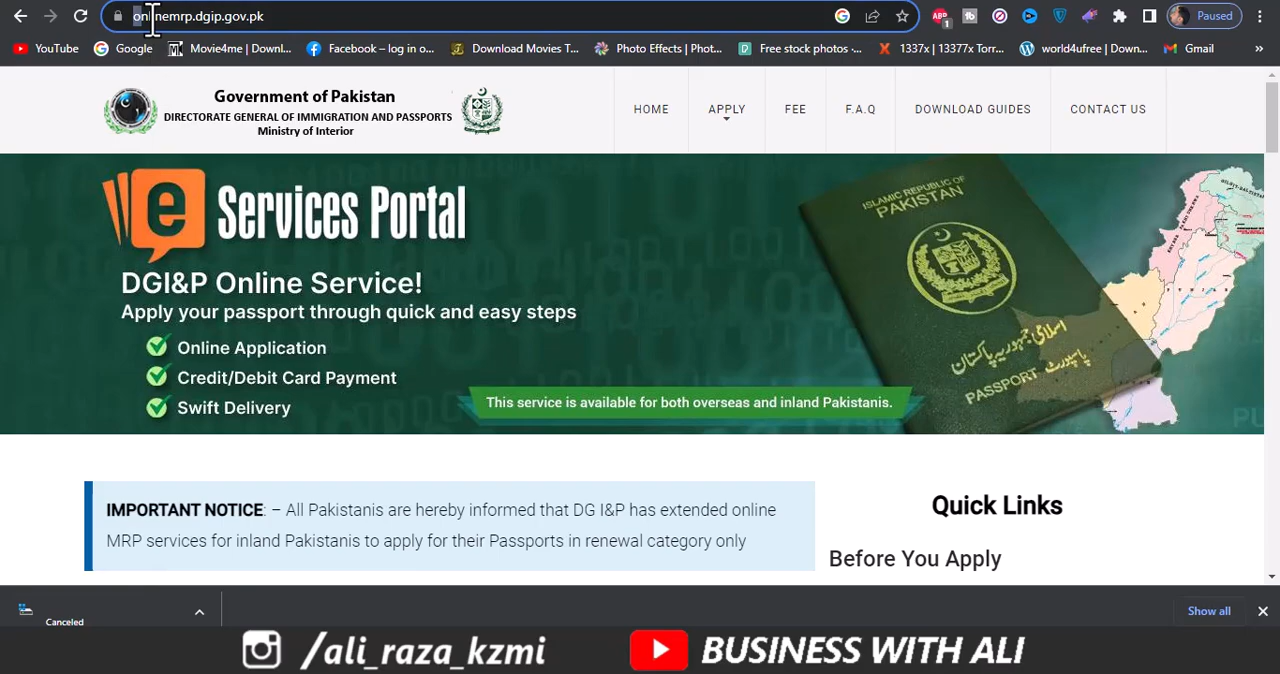 onlinemrp.dgip.gov.pk
Paused
YouTube
Google
Movie4me | Downl...
Facebook – log in o...
Download Movies T...
Photo Effects | Phot...
Free stock photos ·...
1337x | 13377x Torr...
world4ufree | Down...
Gmail
»
Government of Pakistan
DIRECTORATE GENERAL OF IMMIGRATION AND PASSPORTS
Ministry of Interior
HOME
APPLY
FEE
F.A.Q
DOWNLOAD GUIDES
CONTACT US
e Services Portal
DGI&P Online Service!
Apply your passport through quick and easy steps
Online Application
Credit/Debit Card Payment
Swift Delivery
This service is available for both overseas and inland Pakistanis.
ISLAMIC REPUBLIC OF
PAKISTAN
اسلامی جمہوریہ پاکستان
پاسپورٹ
PASSPORT
IMPORTANT NOTICE: – All Pakistanis are hereby informed that DG I&P has extended online
MRP services for inland Pakistanis to apply for their Passports in renewal category only
Quick Links
Before You Apply
Canceled
Show all
/ali_raza_kzmi
BUSINESS WITH ALI